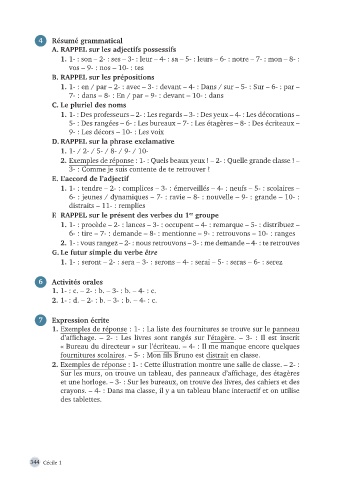 4 Résumé grammatical
A. RAPPEL sur les adjectifs possessifs
1. 1- : son – 2- : ses – 3- : leur – 4- : sa – 5- : leurs – 6- : notre – 7- : mon – 8- :
vos – 9- : nos – 10- : tes
B. RAPPEL sur les prépositions
1. 1- : en / par – 2- : avec – 3- : devant – 4- : Dans / sur – 5- : Sur – 6- : par –
7- : dans – 8- : En / par – 9- : devant – 10- : dans
C. Le pluriel des noms
1. 1- : Des professeurs – 2- : Les regards – 3- : Des yeux – 4- : Les décorations –
5- : Des rangées – 6- : Les bureaux – 7- : Les étagères – 8- : Des écriteaux –
9- : Les décors – 10- : Les voix
D. RAPPEL sur la phrase exclamative
1. 1- / 2- / 5- / 8- / 9- / 10-
2. Exemples de réponse : 1- : Quels beaux yeux ! – 2- : Quelle grande classe ! –
3- : Comme je suis contente de te retrouver !
E. l'accord de l'adjectif
1. 1- : tendre – 2- : complices – 3- : émerveillés – 4- : neufs – 5- : scolaires –
6- : jeunes / dynamiques – 7- : ravie – 8- : nouvelle – 9- : grande – 10- :
distraits – 11- : remplies
F. RAPPEL sur le présent des verbes du 1er groupe
1. 1- : procède – 2- : lances – 3- : occupent – 4- : remarque – 5- : distribuez –
6- : tire – 7- : demande – 8- : mentionne – 9- : retrouvons – 10- : ranges
2. 1- : vous rangez – 2- : nous retrouvons – 3- : me demande – 4- : te retrouves
G. Le futur simple du verbe être
1. 1- : seront – 2- : sera – 3- : serons – 4- : serai – 5- : seras – 6- : serez
6 Activités orales
1. 1- : c. – 2- : b. – 3- : b. – 4- : c.
2. 1- : d. – 2- : b. – 3- : b. – 4- : c.
7 Expression écrite
1. Exemples de réponse : 1- : La liste des fournitures se trouve sur le panneau
d'affichage. – 2- : Les livres sont rangés sur l'étagère. – 3- : Il est inscrit
« Bureau du directeur » sur l'écriteau. – 4- : Il me manque encore quelques
fournitures scolaires. – 5- : Mon fils Bruno est distrait en classe.
2. Exemples de réponse : 1- : Cette illustration montre une salle de classe. – 2- :
Sur les murs, on trouve un tableau, des panneaux d'affichage, des étagères
et une horloge. – 3- : Sur les bureaux, on trouve des livres, des cahiers et des
crayons. – 4- : Dans ma classe, il y a un tableau blanc interactif et on utilise
des tablettes.
344 Cécile 1